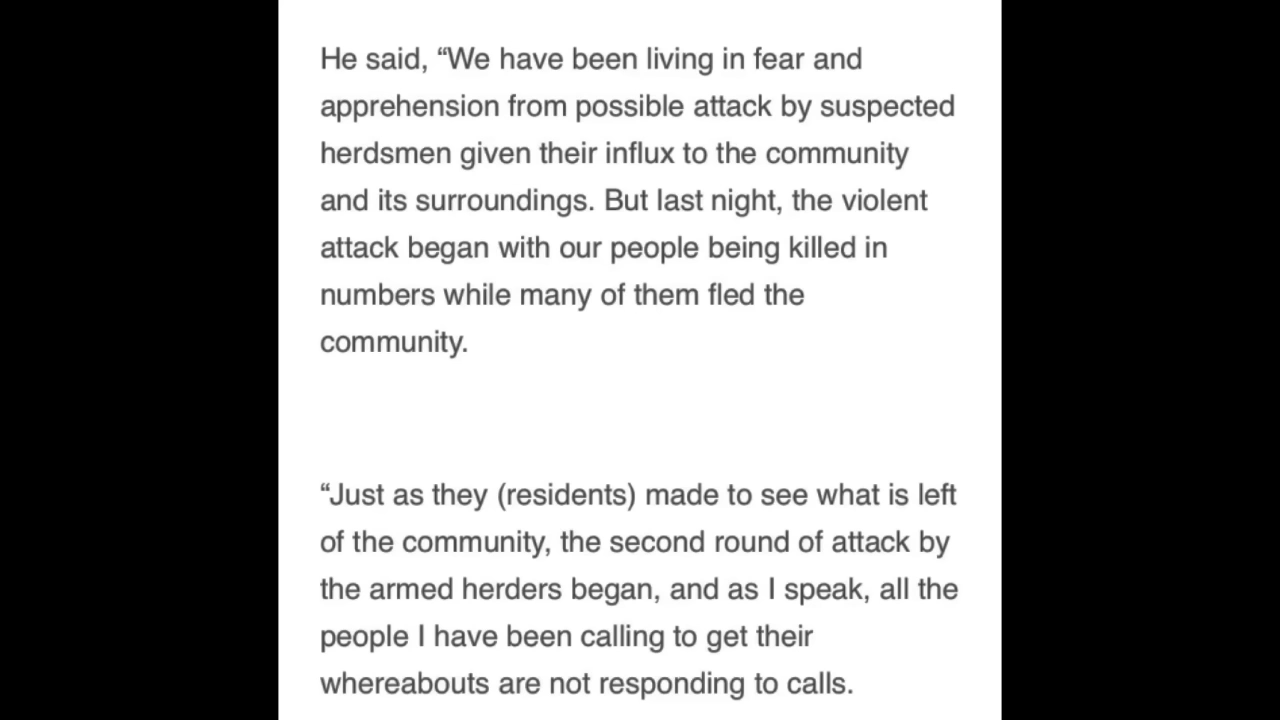 He said, “We have been living in fear and
apprehension from possible attack by suspected
herdsmen given their influx to the community
and its surroundings. But last night, the violent
attack began with our people being killed in
numbers while many of them fled the
community.
“Just as they (residents) made to see what is left
of the community, the second round of attack by
the armed herders began, and as I speak, all the
people I have been calling to get their
whereabouts are not responding to calls.